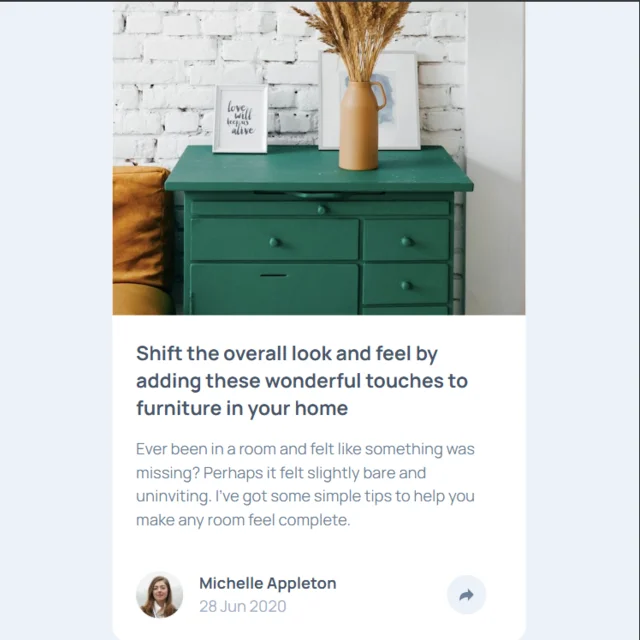 love
will
keep us
alive
Shift the overall look and feel by
adding these wonderful touches to
furniture in your home
Ever been in a room and felt like something was
missing? Perhaps it felt slightly bare and
uninviting. I've got some simple tips to help you
make any room feel complete.
Michelle Appleton
28 Jun 2020